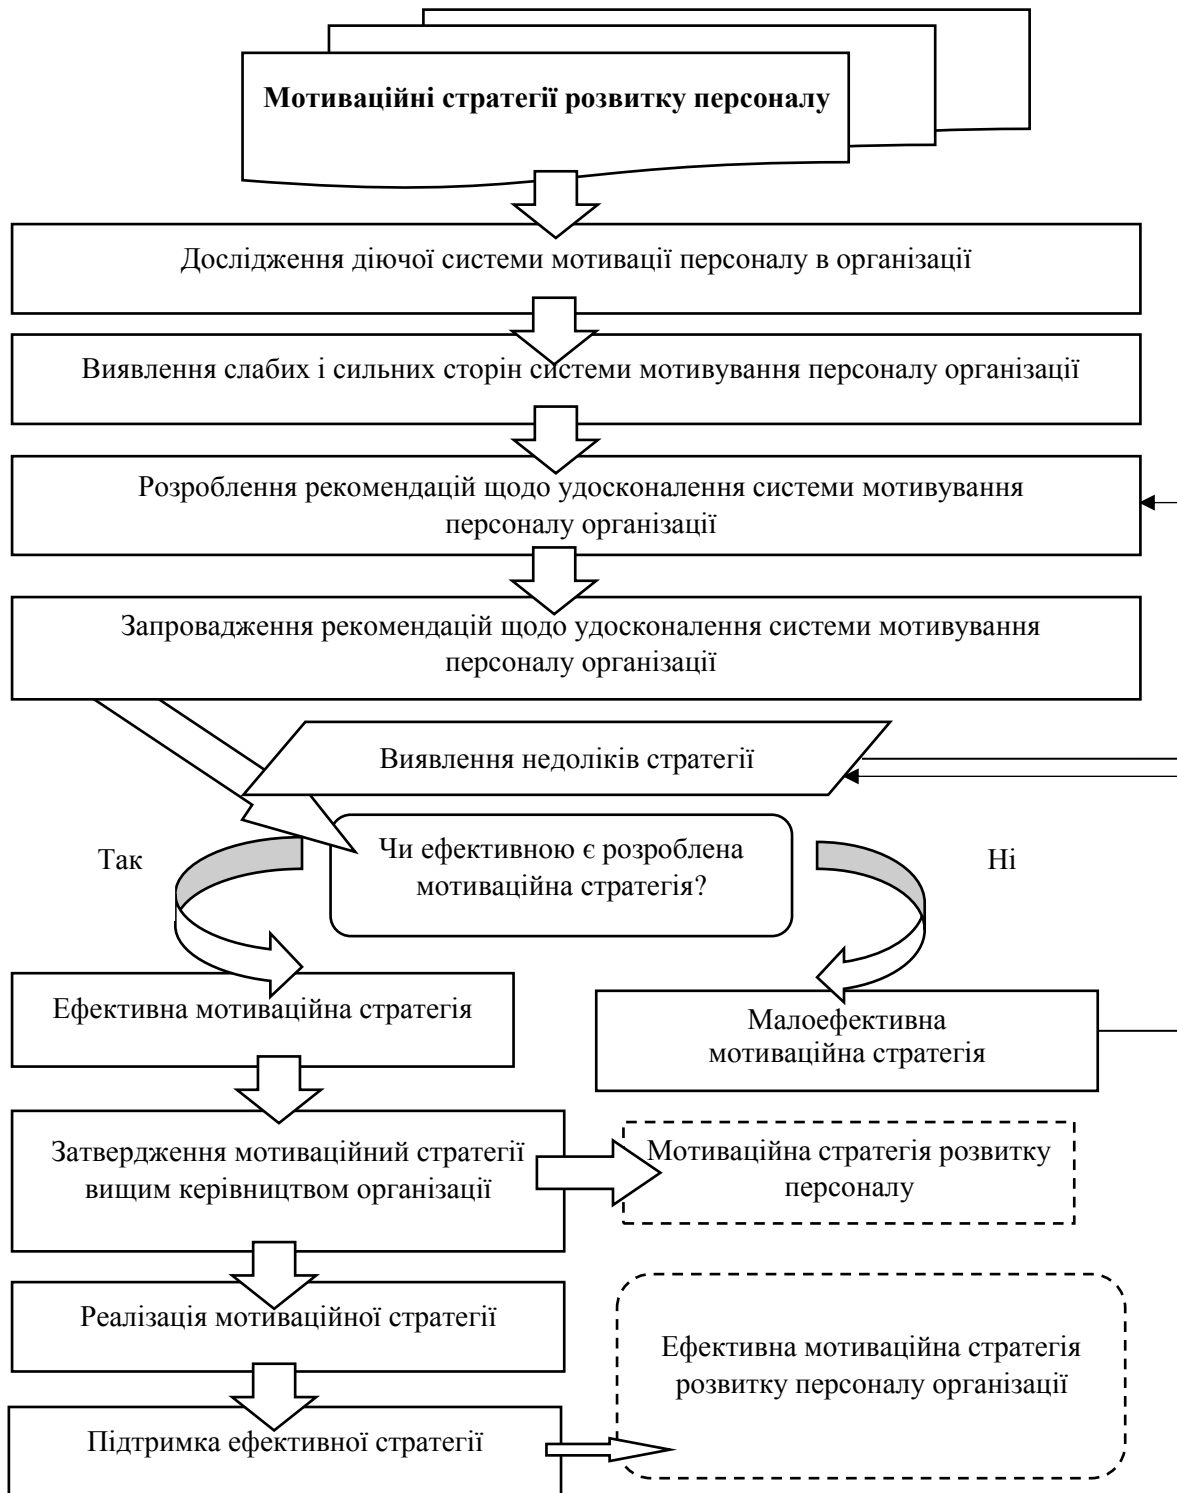 Мотиваційні стратегії розвитку персоналу
Дослідження діючої системи мотивації персоналу в організації
Виявлення слабих і сильних сторін системи мотивування персоналу організації
Розроблення рекомендацій щодо удосконалення системи мотивування
персоналу організації
Запровадження рекомендацій щодо удосконалення системи мотивування
персоналу організації
Виявлення недоліків стратегії
Чи ефективною є розроблена
мотиваційна стратегія?
Так
Ні
Ефективна мотиваційна стратегія
Малоефективна
мотиваційна стратегія
Затвердження мотиваційний стратегії
вищим керівництвом організації
Мотиваційна стратегія розвитку
персоналу
Реалізація мотиваційної стратегії
Ефективна мотиваційна стратегія
розвитку персоналу організації
Підтримка ефективної стратегії